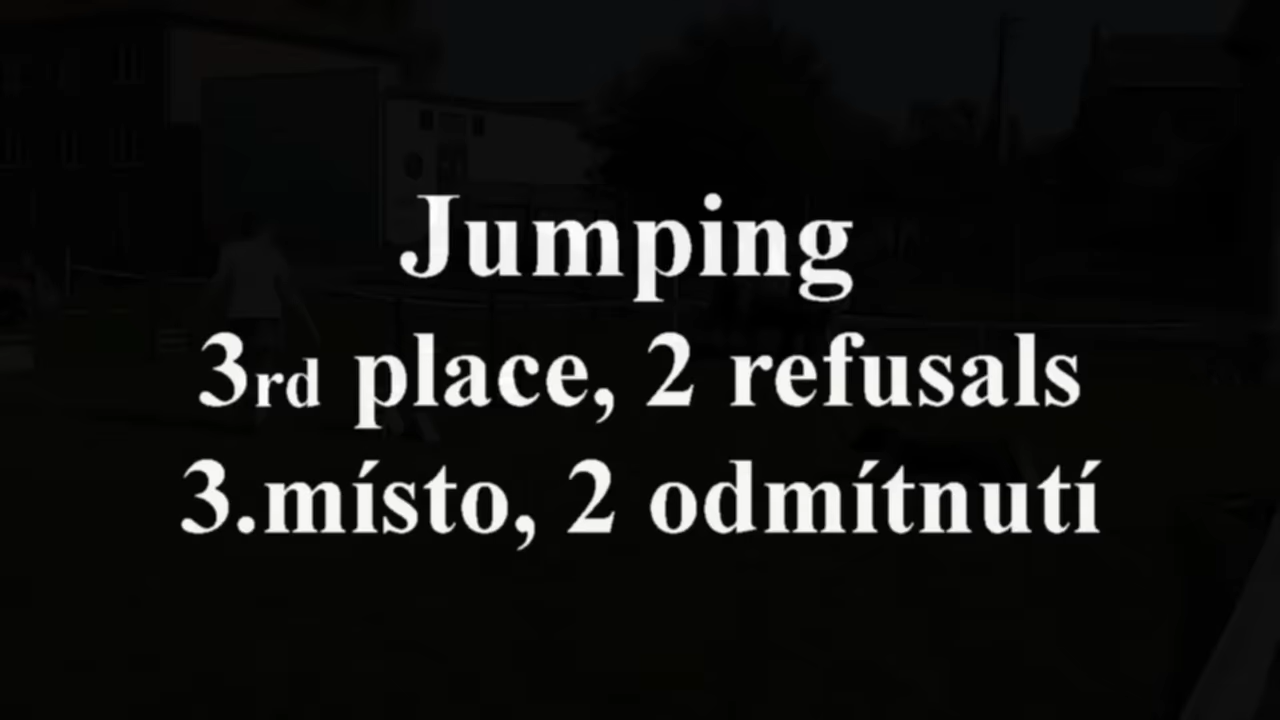 Jumping
3rd place, 2 refusals
3.místo, 2 odmítnutí